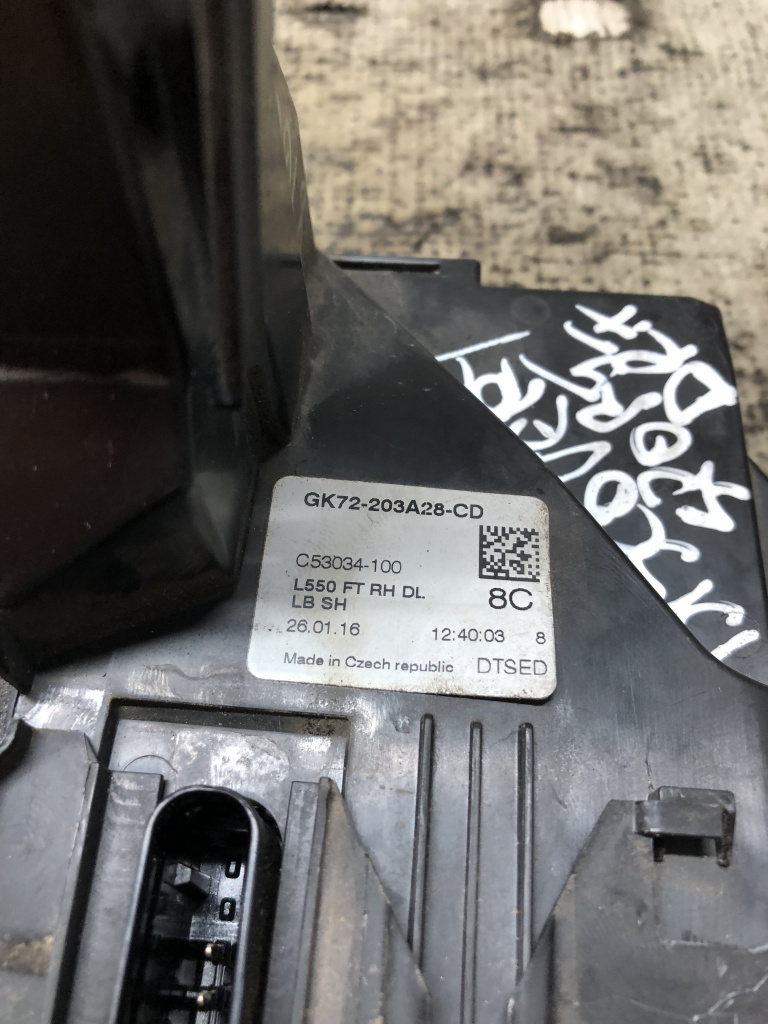 GK72-203A28-CD
C53034-100
L550 FT RH DL
LB SH
8C
26.01.16 12:40:03 8
Made in Czech republic DTSED